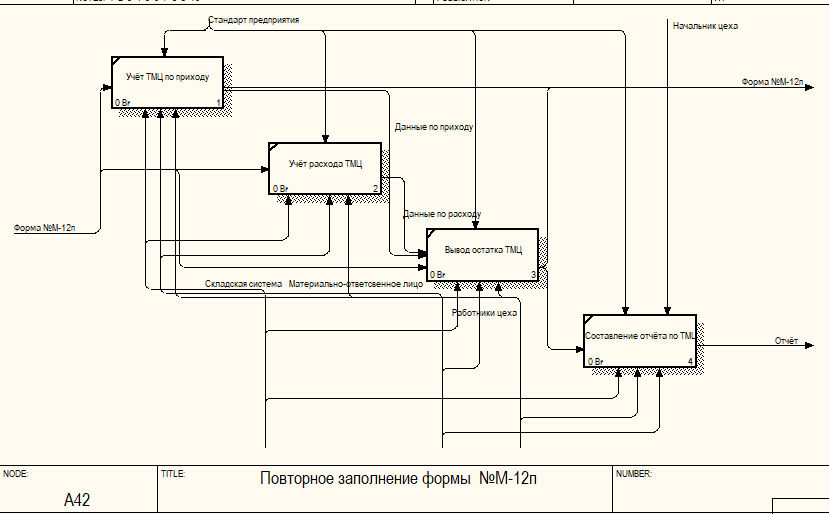 Стандарт предприятия
Начальник цеха
Учёт ТМЦ по приходу
0 Br
1
Форма №М-12п
Данные по приходу
Учёт расхода ТМЦ
0 Br
2
Данные по расходу
Форма №М-12п
Вывод остатка ТМЦ
0 Br
3
Складская система
Материально-ответсвенное лицо
Работники цеха
Составление отчёта по ТМЦ
0 Br
4
Отчёт
NODE:
TITLE:
NUMBER:
A42
Повторное заполнение формы №М-12п